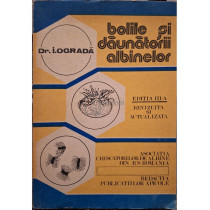 Dr. I. OGRADĂ
bolile și
dăunătorii
albinelor
EDIȚIA III-A
REVIZUITĂ ȘI
ACTUALIZATĂ
ASOCIAȚIA
CRESCĂTORILOR DE ALBINE
DIN R S ROMÂNIA
REDACȚIA
PUBLICAȚIILOR APICOLE